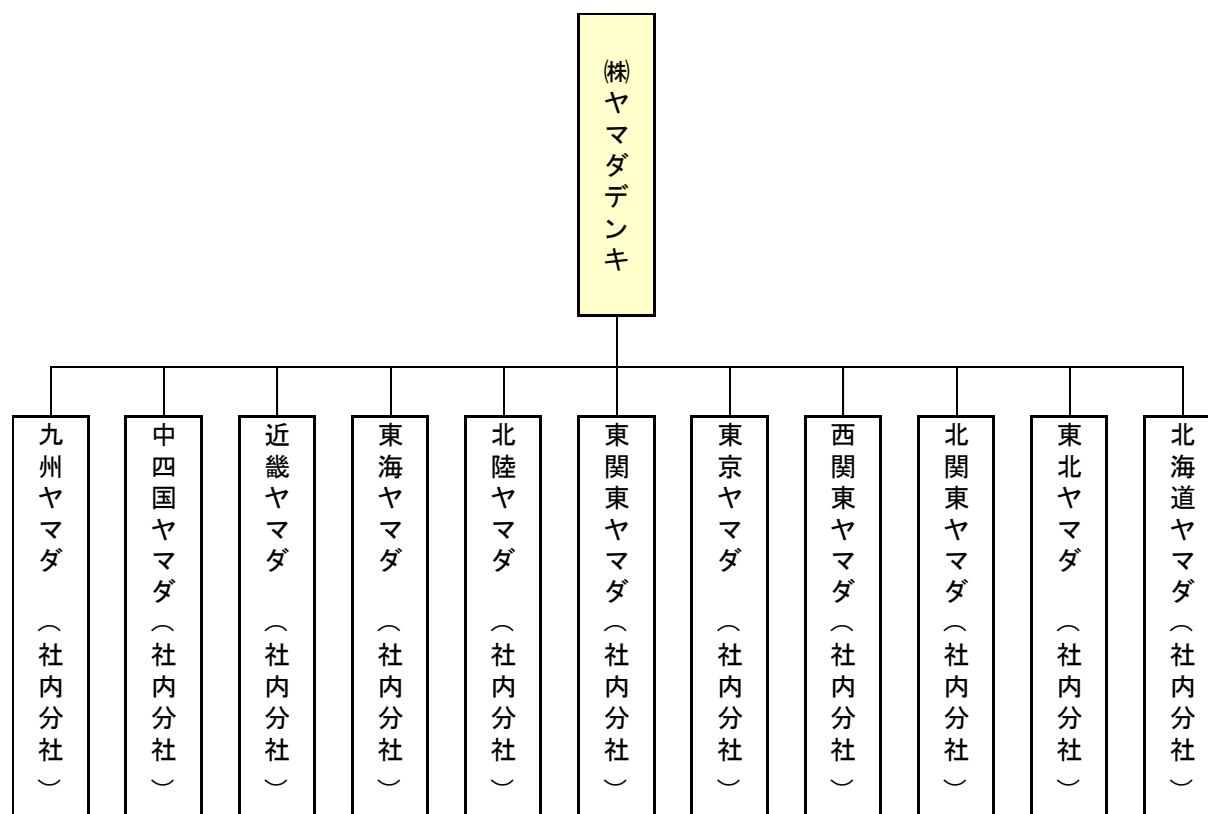 ㈱ヤマダデンキ
北海道ヤマダ（社内分社）
東北ヤマダ（社内分社）
北関東ヤマダ（社内分社）
西関東ヤマダ（社内分社）
東京ヤマダ（社内分社）
東関東ヤマダ（社内分社）
北陸ヤマダ（社内分社）
東海ヤマダ（社内分社）
近畿ヤマダ（社内分社）
中四国ヤマダ（社内分社）
九州ヤマダ（社内分社）